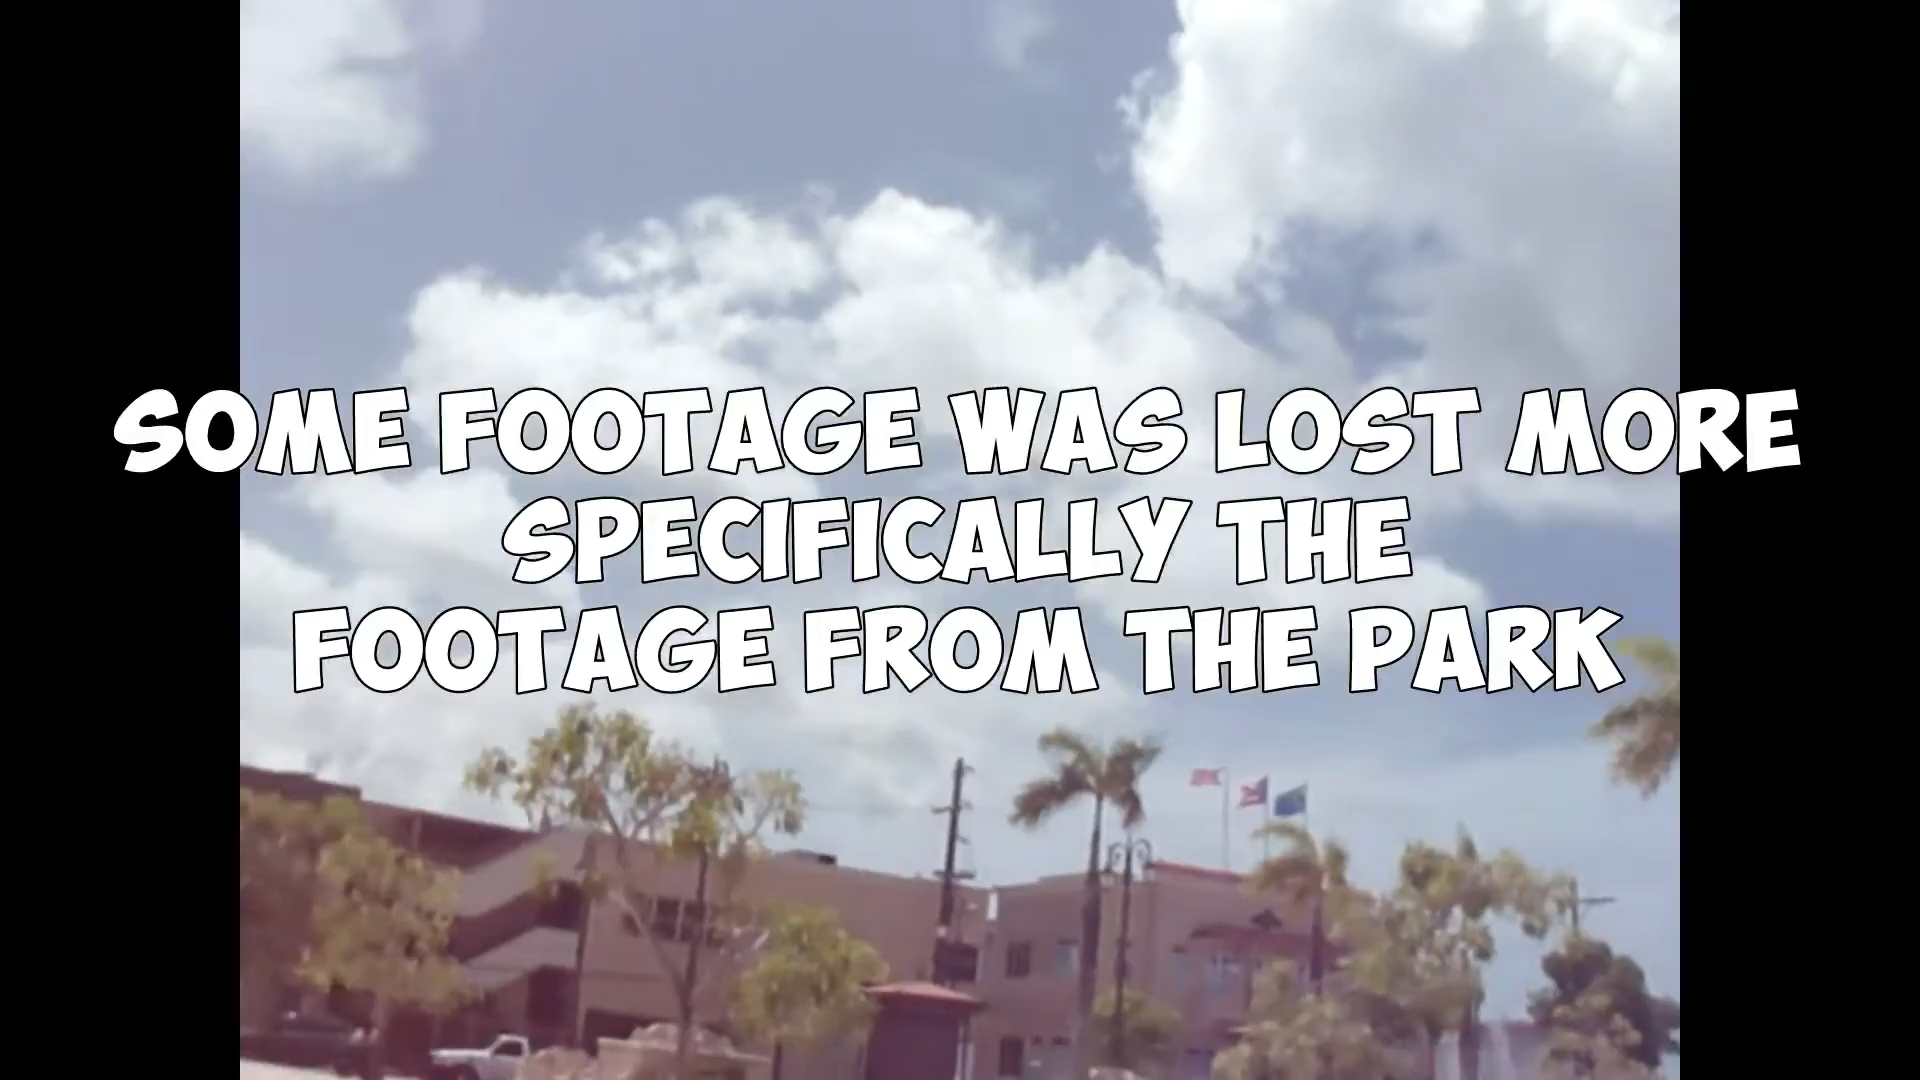 SOME FOOTAGE WAS LOST MORE
SPECIFICALLY THE
FOOTAGE FROM THE PARK